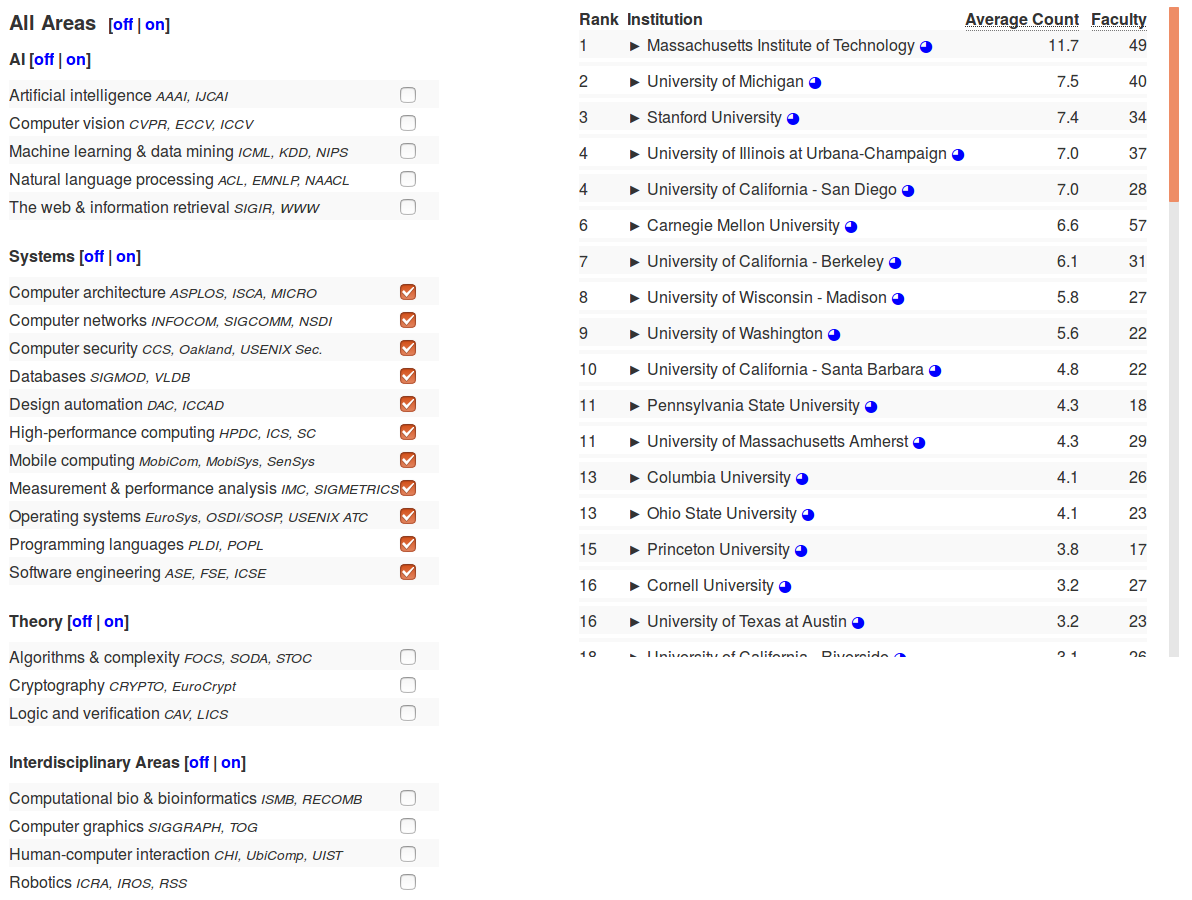 All Areas [off | on]
AI [off | on]
Artificial intelligence AAAI, IJCAI
Computer vision CVPR, ECCV, ICCV
Machine learning & data mining ICML, KDD, NIPS
Natural language processing ACL, EMNLP, NAACL
The web & information retrieval SIGIR, WWW
Systems [off | on]
Computer architecture ASPLOS, ISCA, MICRO
Computer networks INFOCOM, SIGCOMM, NSDI
Computer security CCS, Oakland, USENIX Sec.
Databases SIGMOD, VLDB
Design automation DAC, ICCAD
High-performance computing HPDC, ICS, SC
Mobile computing MobiCom, MobiSys, SenSys
Measurement & performance analysis IMC, SIGMETRICS
Operating systems EuroSys, OSDI/SOSP, USENIX ATC
Programming languages PLDI, POPL
Software engineering ASE, FSE, ICSE
Theory [off | on]
Algorithms & complexity FOCS, SODA, STOC
Cryptography CRYPTO, EuroCrypt
Logic and verification CAV, LICS
Interdisciplinary Areas [off | on]
Computational bio & bioinformatics ISMB, RECOMB
Computer graphics SIGGRAPH, TOG
Human-computer interaction CHI, UbiComp, UIST
Robotics ICRA, IROS, RSS
Rank Institution Average Count Faculty
1 ► Massachusetts Institute of Technology 11.7 49
2 ► University of Michigan 7.5 40
3 ► Stanford University 7.4 34
4 ► University of Illinois at Urbana-Champaign 7.0 37
4 ► University of California - San Diego 7.0 28
6 ► Carnegie Mellon University 6.6 57
7 ► University of California - Berkeley 6.1 31
8 ► University of Wisconsin - Madison 5.8 27
9 ► University of Washington 5.6 22
10 ► University of California - Santa Barbara 4.8 22
11 ► Pennsylvania State University 4.3 18
11 ► University of Massachusetts Amherst 4.3 29
13 ► Columbia University 4.1 26
13 ► Ohio State University 4.1 23
15 ► Princeton University 3.8 17
16 ► Cornell University 3.2 27
16 ► University of Texas at Austin 3.2 23
18 ► University of California - Riverside 3.1 26